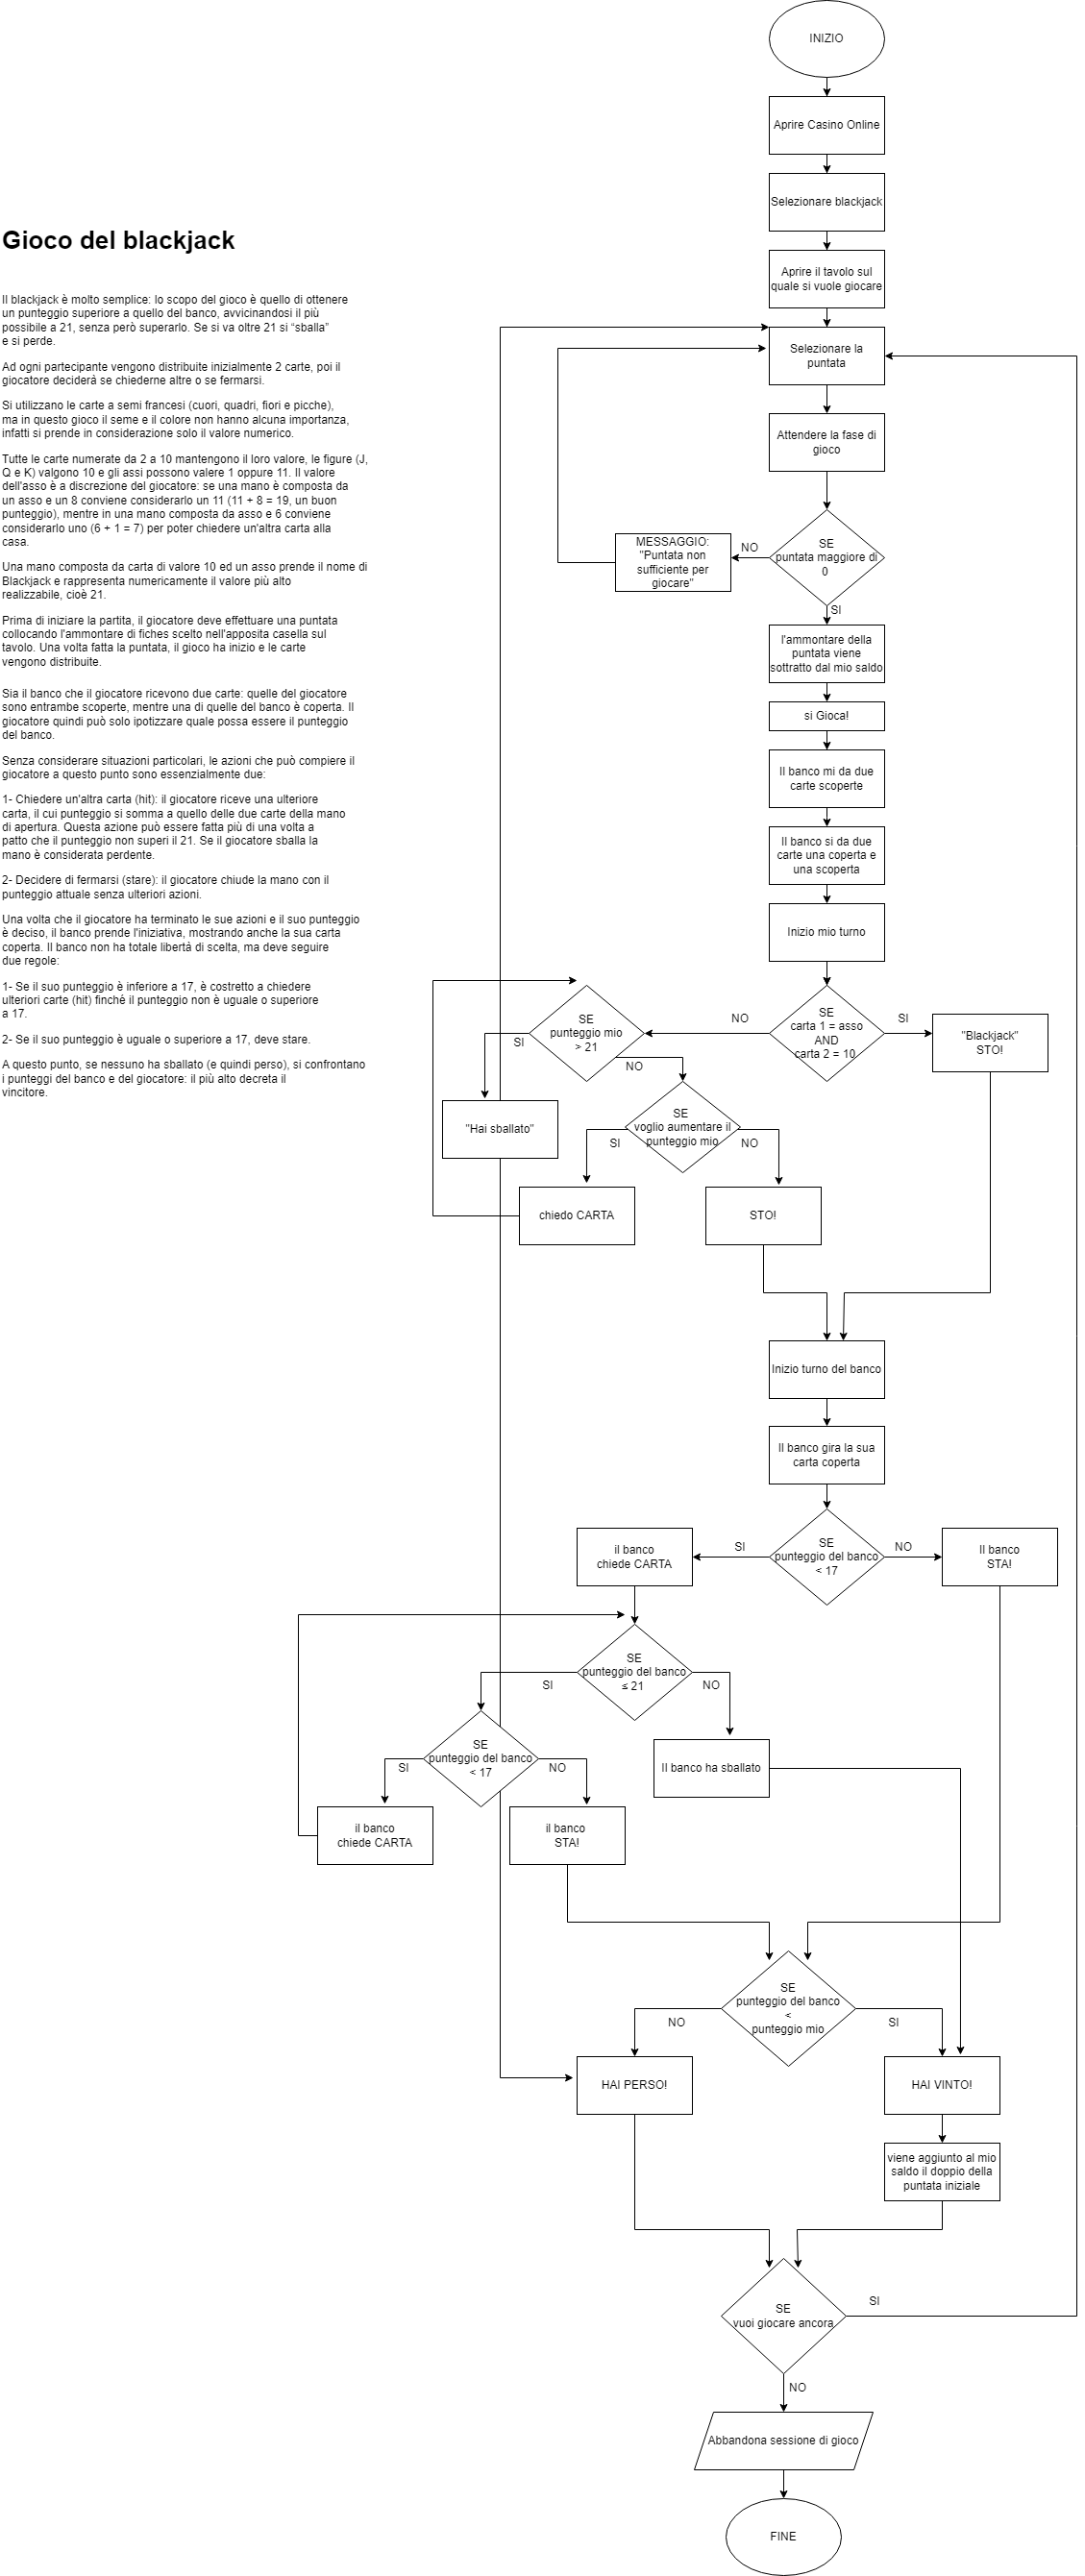 Gioco del blackjack
Il blackjack è molto semplice: lo scopo del gioco è quello di ottenere
un punteggio superiore a quello del banco, avvicinandosi il più
possibile a 21, senza però superarlo. Se si va oltre 21 si “sballa”
e si perde.
Ad ogni partecipante vengono distribuite inizialmente 2 carte, poi il
giocatore deciderà se chiederne altre o se fermarsi.
Si utilizzano le carte a semi francesi (cuori, quadri, fiori e picche),
ma in questo gioco il seme e il colore non hanno alcuna importanza,
infatti si prende in considerazione solo il valore numerico.
Tutte le carte numerate da 2 a 10 mantengono il loro valore, le figure (J,
Q e K) valgono 10 e gli assi possono valere 1 oppure 11. Il valore
dell'asso è a discrezione del giocatore: se una mano è composta da
un asso e un 8 conviene considerarlo un 11 (11 + 8 = 19, un buon
punteggio), mentre in una mano composta da asso e 6 conviene
considerarlo uno (6 + 1 = 7) per poter chiedere un'altra carta alla
casa.
Una mano composta da carta di valore 10 ed un asso prende il nome di
Blackjack e rappresenta numericamente il valore più alto
realizzabile, cioè 21.
Prima di iniziare la partita, il giocatore deve effettuare una puntata
collocando l'ammontare di fiches scelto nell'apposita casella sul
tavolo. Una volta fatta la puntata, il gioco ha inizio e le carte
vengono distribuite.
Sia il banco che il giocatore ricevono due carte: quelle del giocatore
sono entrambe scoperte, mentre una di quelle del banco è coperta. Il
giocatore quindi può solo ipotizzare quale possa essere il punteggio
del banco.
Senza considerare situazioni particolari, le azioni che può compiere il
giocatore a questo punto sono essenzialmente due:
1- Chiedere un'altra carta (hit): il giocatore riceve una ulteriore
carta, il cui punteggio si somma a quello delle due carte della mano
di apertura. Questa azione può essere fatta più di una volta a
patto che il punteggio non superi il 21. Se il giocatore sballa la
mano è considerata perdente.
2- Decidere di fermarsi (stare): il giocatore chiude la mano con il
punteggio attuale senza ulteriori azioni.
Una volta che il giocatore ha terminato le sue azioni e il suo punteggio
è deciso, il banco prende l'iniziativa, mostrando anche la sua carta
coperta. Il banco non ha totale libertà di scelta, ma deve seguire
due regole:
1- Se il suo punteggio è inferiore a 17, è costretto a chiedere
ulteriori carte (hit) finché il punteggio non è uguale o superiore
a 17.
2- Se il suo punteggio è uguale o superiore a 17, deve stare.
A questo punto, se nessuno ha sballato (e quindi perso), si confrontano
i punteggi del banco e del giocatore: il più alto decreta il
vincitore.
INIZIO
Aprire Casino Online
Selezionare blackjack
Aprire il tavolo sul
quale si vuole giocare
Selezionare la
puntata
Attendere la fase di
gioco
SE
puntata maggiore di
0
NO
MESSAGGIO:
"Puntata non
sufficiente per
giocare"
SI
l'ammontare della
puntata viene
sottratto dal mio saldo
si Gioca!
Il banco mi da due
carte scoperte
Il banco si da due
carte una coperta e
una scoperta
Inizio mio turno
SE
carta 1 = asso
AND
carta 2 = 10
NO
SI
"Blackjack"
STO!
SE
punteggio mio
> 21
SI
NO
"Hai sballato"
SE
voglio aumentare il
punteggio mio
SI
NO
chiedo CARTA
STO!
Inizio turno del banco
Il banco gira la sua
carta coperta
SE
punteggio del banco
< 17
SI
NO
il banco
chiede CARTA
Il banco
STA!
SE
punteggio del banco
≤ 21
SI
NO
SE
punteggio del banco
< 17
Il banco ha sballato
SI
NO
il banco
chiede CARTA
il banco
STA!
SE
punteggio del banco
<
punteggio mio
NO
SI
HAI PERSO!
HAI VINTO!
viene aggiunto al mio
saldo il doppio della
puntata iniziale
SE
vuoi giocare ancora
SI
NO
Abbandona sessione di gioco
FINE